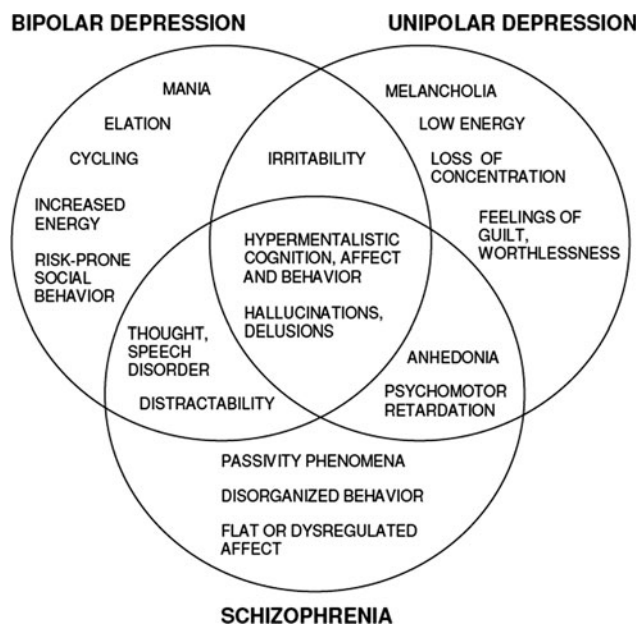 BIPOLAR DEPRESSION
UNIPOLAR DEPRESSION
MANIA
ELATION
CYCLING
INCREASED
ENERGY
RISK-PRONE
SOCIAL
BEHAVIOR
IRRITABILITY
MELANCHOLIA
LOW ENERGY
LOSS OF
CONCENTRATION
FEELINGS OF
GUILT,
WORTHLESSNESS
HYPERMENTALISTIC
COGNITION, AFFECT
AND BEHAVIOR
HALLUCINATIONS,
DELUSIONS
THOUGHT,
SPEECH
DISORDER
DISTRACTABILITY
ANHEDONIA
PSYCHOMOTOR
RETARDATION
PASSIVITY PHENOMENA
DISORGANIZED BEHAVIOR
FLAT OR DYSREGULATED
AFFECT
SCHIZOPHRENIA